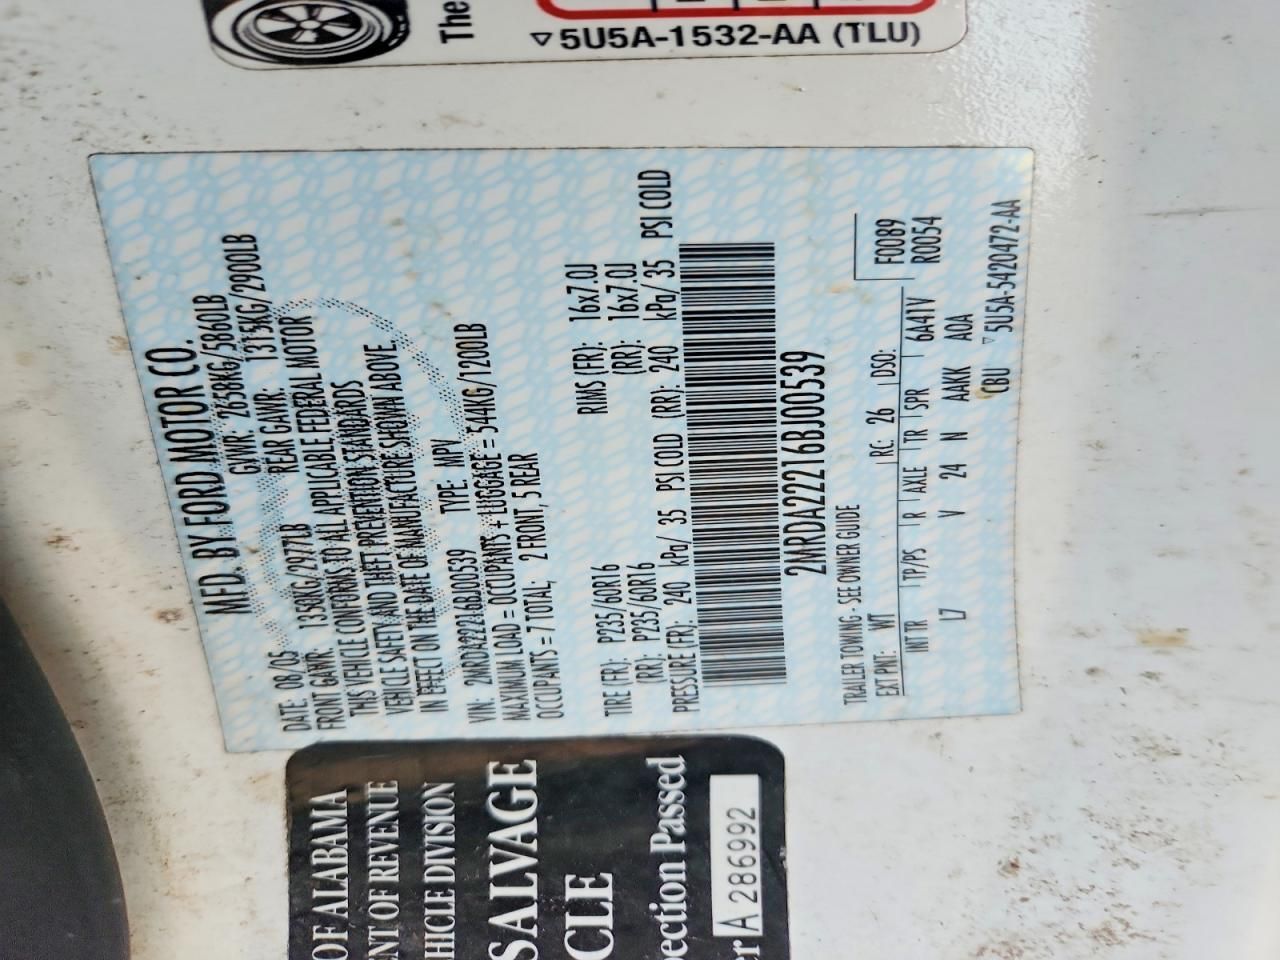 The
▽5U5A-1532-AA (TLU)
MFD. BY FORD MOTOR CO.
DATE: 08/05 GVWR: 2658KG/5860LB
FRONT GAWR: 1350KG/2977LB REAR GAWR: 1315KG/2900LB
THIS VEHICLE CONFORMS TO ALL APPLICABLE FEDERAL MOTOR
VEHICLE SAFETY AND THEFT PREVENTION STANDARDS
IN EFFECT ON THE DATE OF MANUFACTURE SHOWN ABOVE.
VIN: 2MRDA22216BJ00539 TYPE: MPV
MAXIMUM LOAD = OCCUPANTS + LUGGAGE = 544KG/1200LB
OCCUPANTS = 7 TOTAL; 2 FRONT, 5 REAR
TIRE (FR): P235/60R16 RIMS (FR): 16x7.0J
(RR): P235/60R16 (RR): 16x7.0J
PRESSURE (FR): 240 kPa/ 35 PSI COLD (RR): 240 kPa/ 35 PSI COLD
2MRDA22216BJ00539
TRAILER TOWING - SEE OWNER GUIDE
F0089
EXT PNT: WT RC: 26 DSO: R0054
INT TR TP/PS R AXLE TR SPR 6A41V
L7 V 24 N AAKK A0A
CBU ▽5U5A-5420472-AA
OF ALABAMA
ENT OF REVENUE
HICLE DIVISION
SALVAGE
CLE
pection Passed
er A 286992